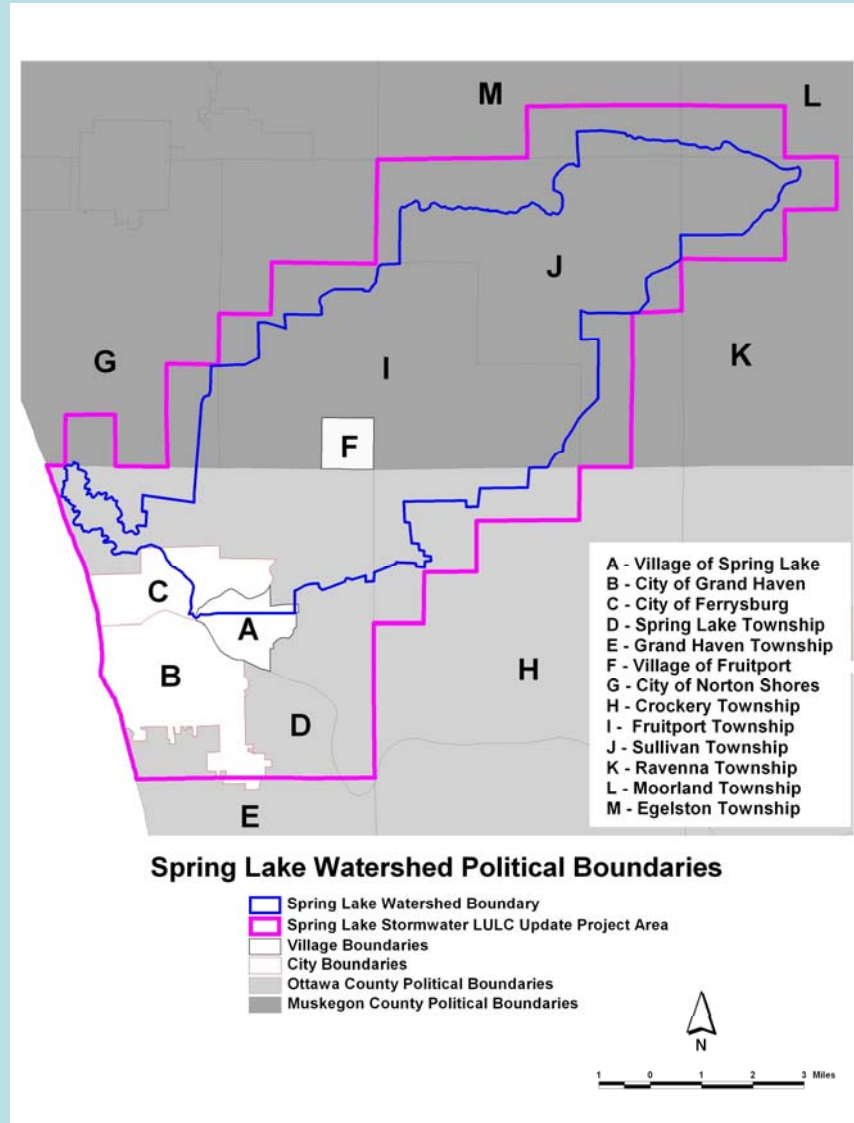 M
L
J
G
I
K
F
C
A
B
H
D
E
A - Village of Spring Lake
B - City of Grand Haven
C - City of Ferrysburg
D - Spring Lake Township
E - Grand Haven Township
F - Village of Fruitport
G - City of Norton Shores
H - Crockery Township
I - Fruitport Township
J - Sullivan Township
K - Ravenna Township
L - Moorland Township
M - Egelston Township
Spring Lake Watershed Political Boundaries
Spring Lake Watershed Boundary
Spring Lake Stormwater LULC Update Project Area
Village Boundaries
City Boundaries
Ottawa County Political Boundaries
Muskegon County Political Boundaries
N
1 0 1 2 3 Miles